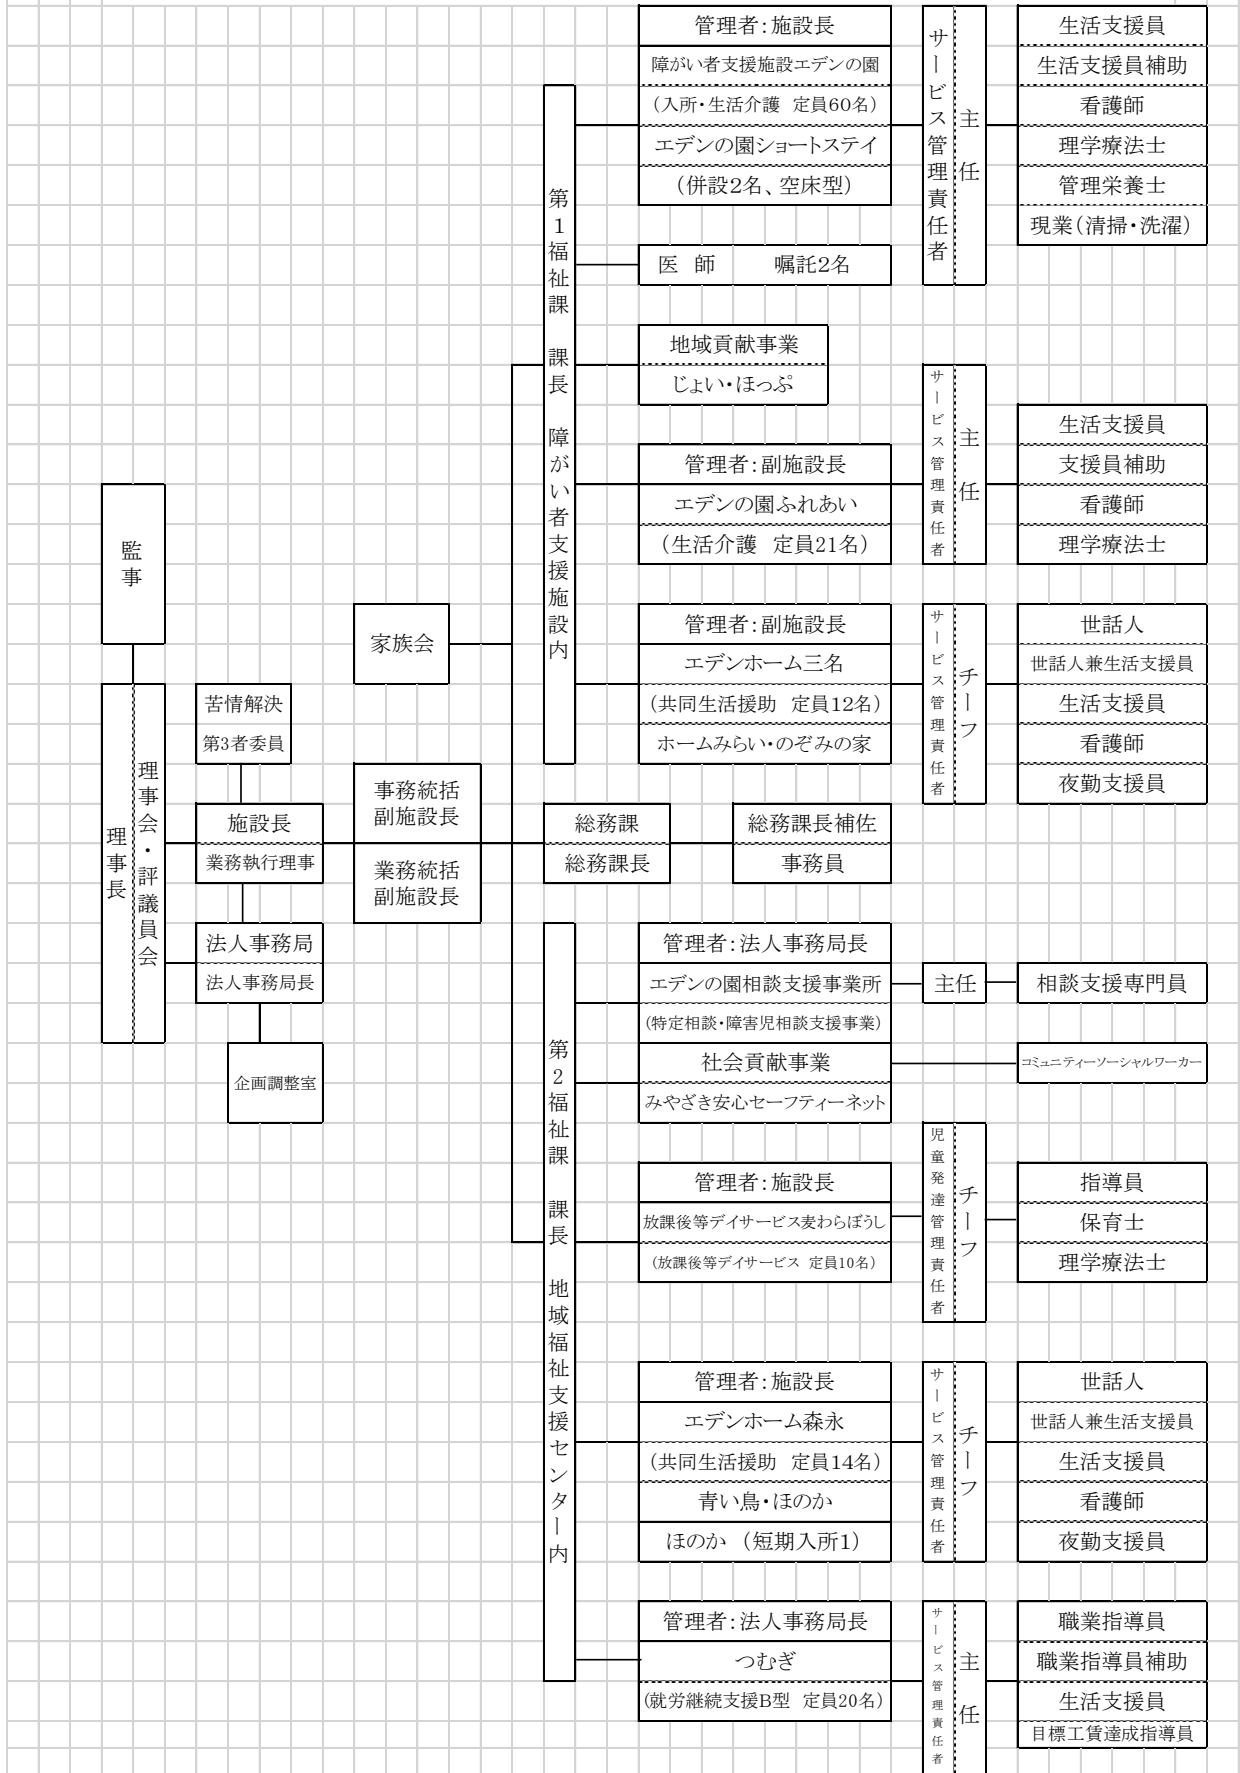 監事
理事長
理事会・評議員会
苦情解決
第3者委員
施設長
業務執行理事
法人事務局
法人事務局長
企画調整室
家族会
事務統括
副施設長
業務統括
副施設長
総務課
総務課長
総務課長補佐
事務員
第1福祉課 課長 障がい者支援施設内
管理者:施設長
障がい者支援施設エデンの園
(入所・生活介護 定員60名)
エデンの園ショートステイ
(併設2名、空床型)
サービス管理責任者
主任
生活支援員
生活支援員補助
看護師
理学療法士
管理栄養士
現業(清掃・洗濯)
医 師 嘱託2名
地域貢献事業
じょい・ほっぷ
管理者:副施設長
エデンの園ふれあい
(生活介護 定員21名)
サービス管理責任者
主任
生活支援員
支援員補助
看護師
理学療法士
管理者:副施設長
エデンホーム三名
(共同生活援助 定員12名)
ホームみらい・のぞみの家
サービス管理責任者
チーフ
世話人
世話人兼生活支援員
生活支援員
看護師
夜勤支援員
第2福祉課 課長 地域福祉支援センター内
管理者:法人事務局長
エデンの園相談支援事業所
(特定相談・障害児相談支援事業)
主任
相談支援専門員
社会貢献事業
みやざき安心セーフティーネット
コミュニティーソーシャルワーカー
管理者:施設長
放課後等デイサービス麦わらぼうし
(放課後等デイサービス 定員10名)
児童発達管理責任者
チーフ
指導員
保育士
理学療法士
管理者:施設長
エデンホーム森永
(共同生活援助 定員14名)
青い鳥・ほのか
ほのか (短期入所1)
サービス管理責任者
チーフ
世話人
世話人兼生活支援員
生活支援員
看護師
夜勤支援員
管理者:法人事務局長
つむぎ
(就労継続支援B型 定員20名)
サービス管理責任者
主任
職業指導員
職業指導員補助
生活支援員
目標工賃達成指導員